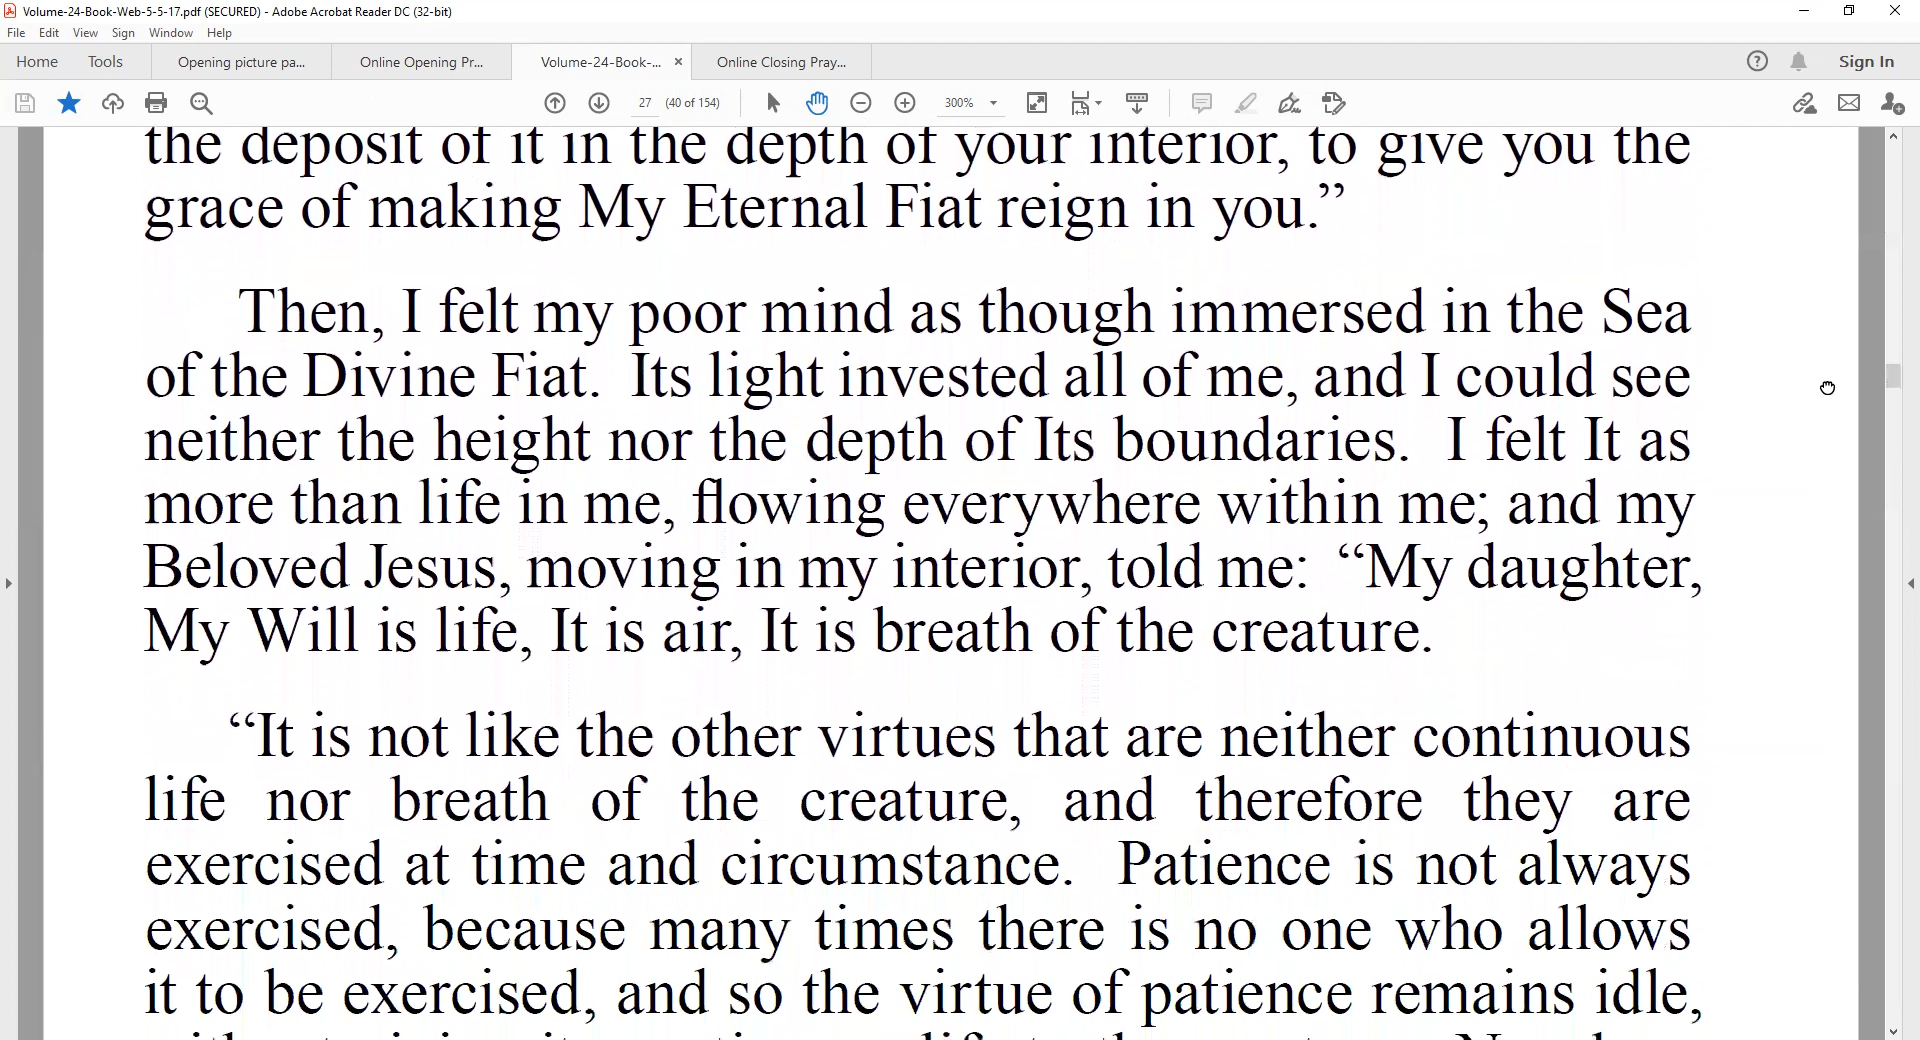 Volume-24-Book-Web-5-5-17.pdf (SECURED) - Adobe Acrobat Reader DC (32-bit)
File Edit View Sign Window Help
Home Tools Opening picture pa... Online Opening Pr... Volume-24-Book-... × Online Closing Pray... Sign In
27 (40 of 154) 300%
the deposit of it in the depth of your interior, to give you the
grace of making My Eternal Fiat reign in you.”
Then, I felt my poor mind as though immersed in the Sea
of the Divine Fiat. Its light invested all of me, and I could see
neither the height nor the depth of Its boundaries. I felt It as
more than life in me, flowing everywhere within me; and my
Beloved Jesus, moving in my interior, told me: “My daughter,
My Will is life, It is air, It is breath of the creature.
“It is not like the other virtues that are neither continuous
life nor breath of the creature, and therefore they are
exercised at time and circumstance. Patience is not always
exercised, because many times there is no one who allows
it to be exercised, and so the virtue of patience remains idle,